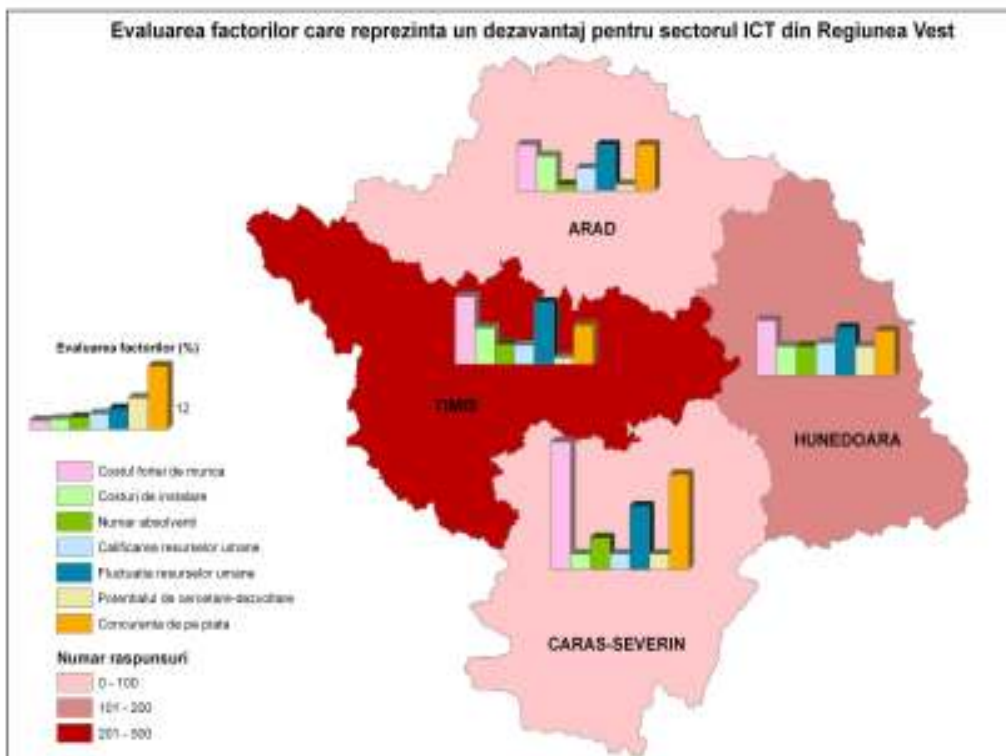 Evaluarea factorilor care reprezinta un dezavantaj pentru sectorul ICT din Regiunea Vest
ARAD
TIMIS
HUNEDOARA
CARAS-SEVERIN
Evaluarea factorilor (%)
12
Costul fortei de munca
Costuri de instalare
Numar absolventi
Calificarea resurselor umane
Fluctuatia resurselor umane
Potentialul de cercetare-dezvoltare
Concurenta de pe piata
Numar raspunsuri
0 - 100
101 - 200
201 - 500